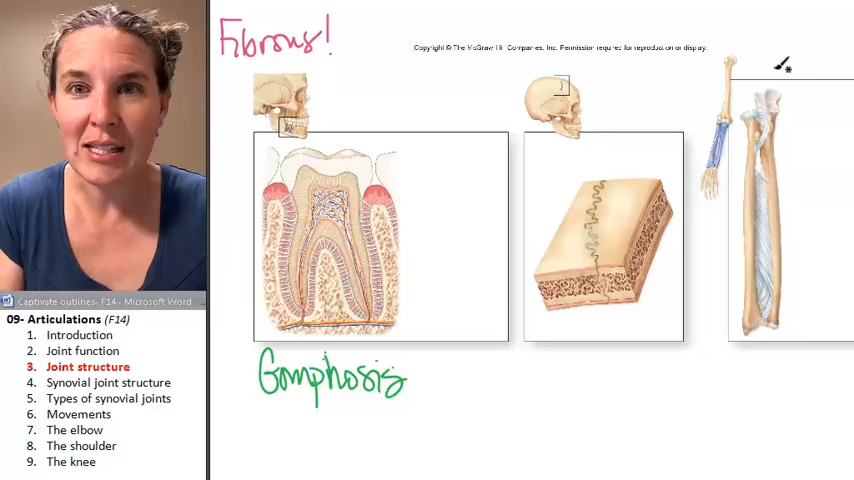 Fibrous!
Copyright © The McGraw Hill Companies, Inc. Permission required for reproduction or display.
Gomphosis
Captivate outlines- F14 - Microsoft Word
09- Articulations (F14)
1. Introduction
2. Joint function
3. Joint structure
4. Synovial joint structure
5. Types of synovial joints
6. Movements
7. The elbow
8. The shoulder
9. The knee